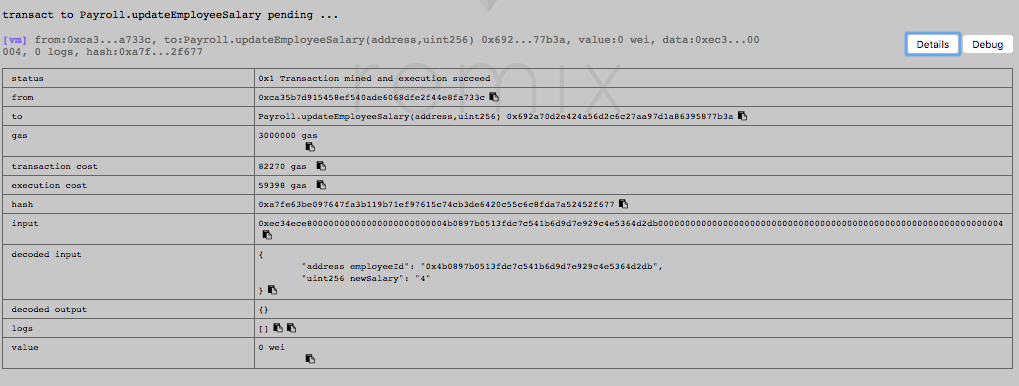 transact to Payroll.updateEmployeeSalary pending ...
[vm] from:0xca3...a733c, to:Payroll.updateEmployeeSalary(address,uint256) 0x692...77b3a, value:0 wei, data:0xec3...00
004, 0 logs, hash:0xa7f...2f677
Details Debug
remix
status 0x1 Transaction mined and execution succeed
from 0xca35b7d915458ef540ade6068dfe2f44e8fa733c
to Payroll.updateEmployeeSalary(address,uint256) 0x692a70d2e424a56d2c6c27aa97d1a86395877b3a
gas 3000000 gas
transaction cost 82270 gas
execution cost 59398 gas
hash 0xa7fe63be097647fa3b119b71ef97615c74cb3de6420c55c6c8fda7a52452f677
input 0xec34ece80000000000000000000000004b0897b0513fdc7c541b6d9d7e929c4e5364d2db0000000000000000000000000000000000000000000000000000000000000004
decoded input {
"address employeeId": "0x4b0897b0513fdc7c541b6d9d7e929c4e5364d2db",
"uint256 newSalary": "4"
}
decoded output {}
logs []
value 0 wei